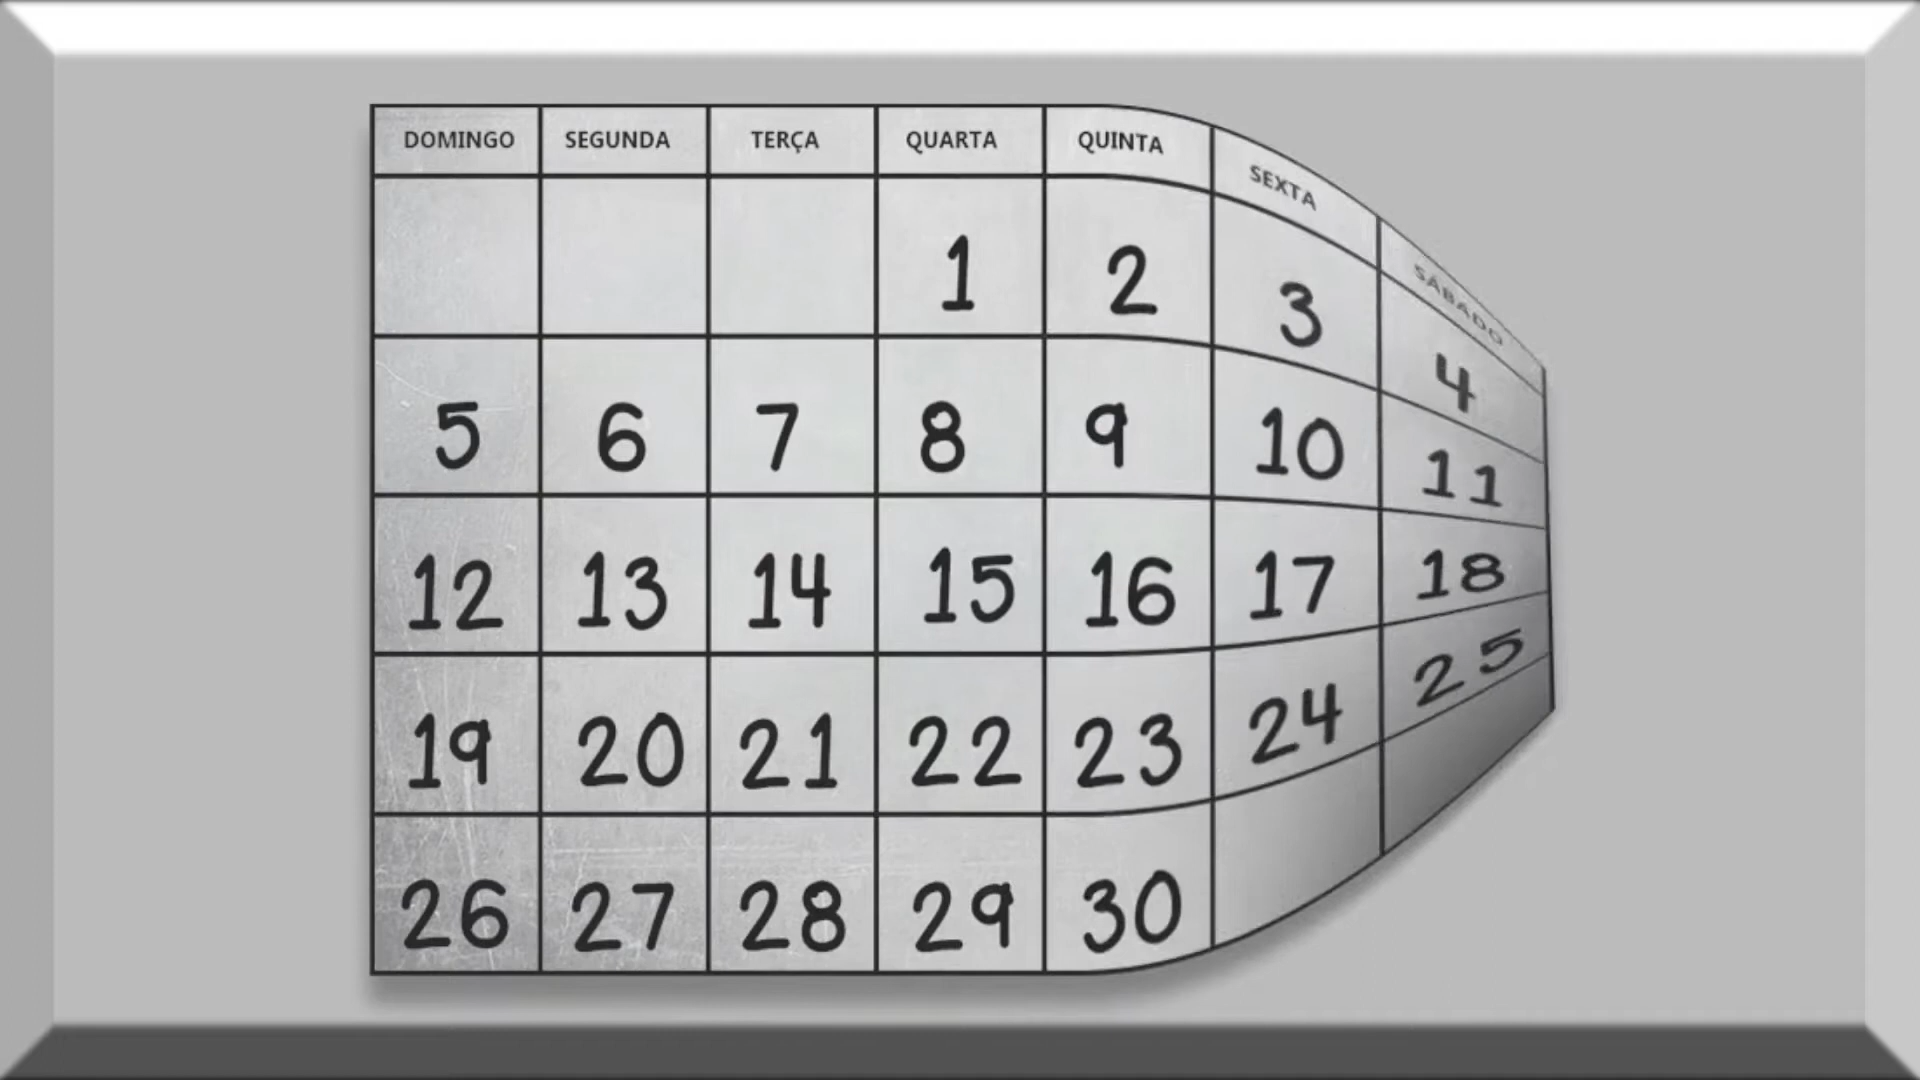 DOMINGO SEGUNDA TERÇA QUARTA QUINTA SEXTA SÁBADO
1 2 3 4
5 6 7 8 9 10 11
12 13 14 15 16 17 18
19 20 21 22 23 24 25
26 27 28 29 30